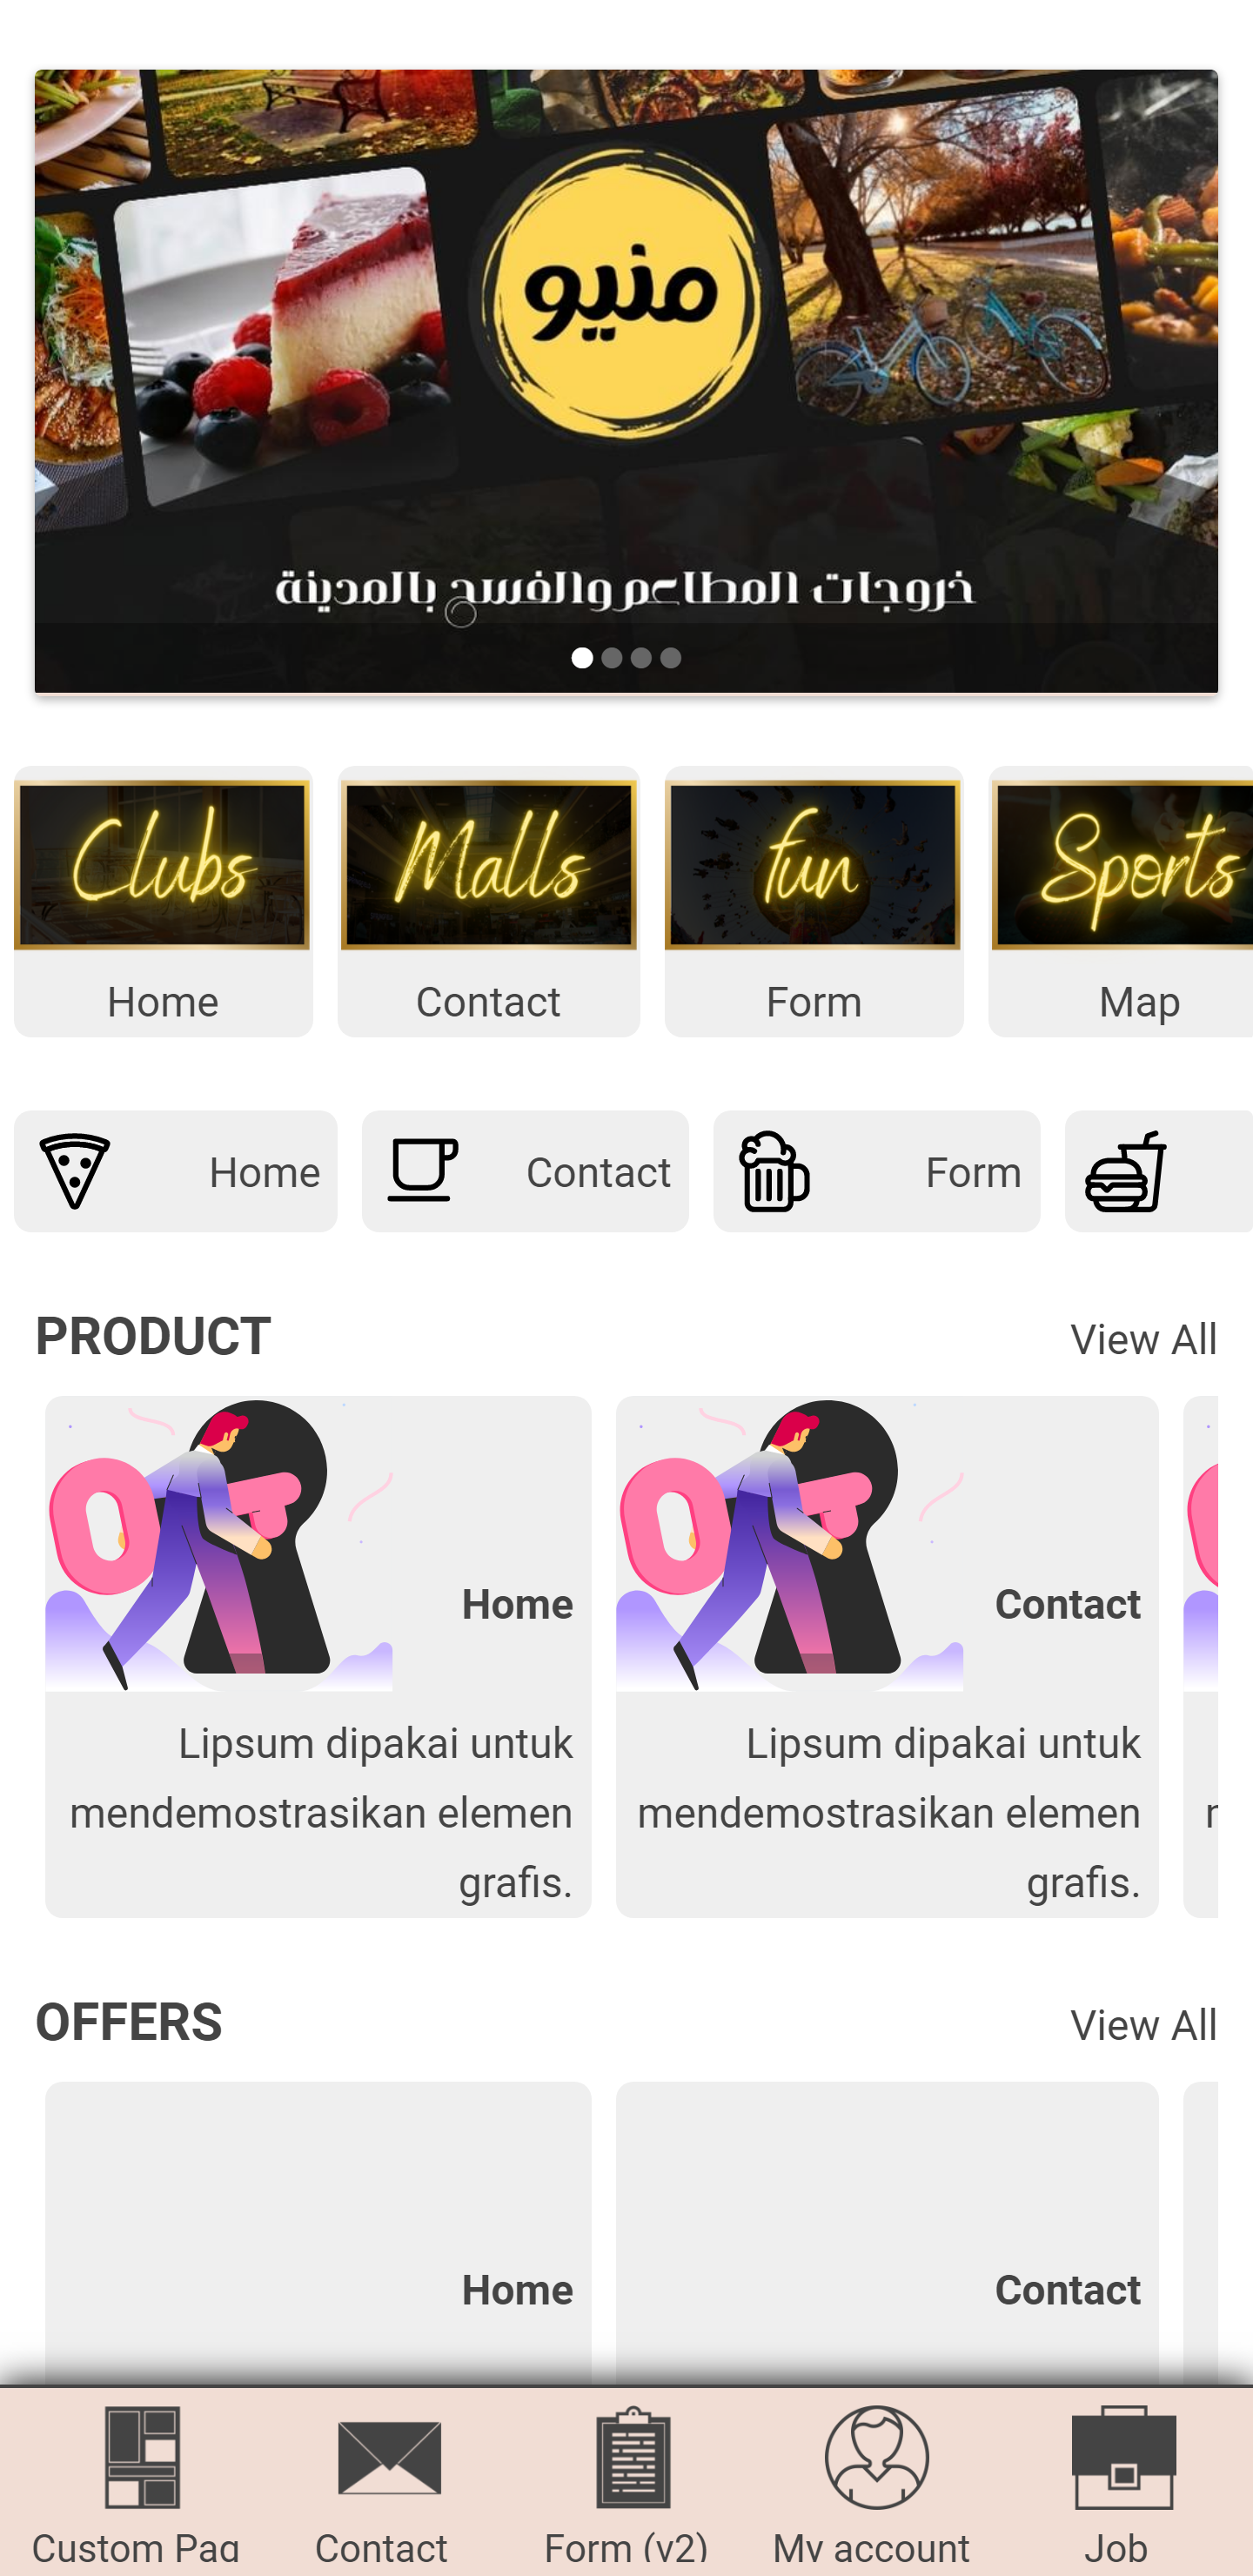 منيو
خروجات المطاعم والفسح بالمدينة
Clubs
Malls
fun
Sports
Home
Contact
Form
Map
Home
Contact
Form
PRODUCT
View All
Home
Contact
Lipsum dipakai untuk
mendemostrasikan elemen
grafis.
Lipsum dipakai untuk
mendemostrasikan elemen
grafis.
OFFERS
View All
Home
Contact
Custom Pag
Contact
Form (v2)
My account
Job